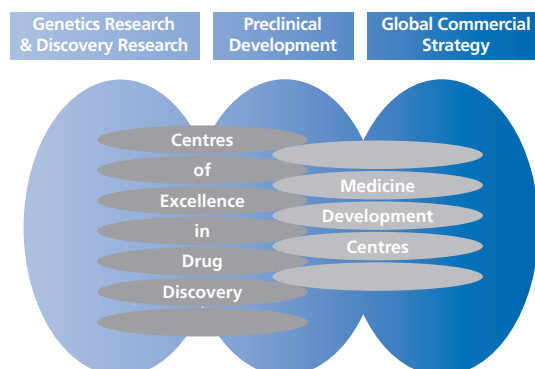 Genetics Research
& Discovery Research
Preclinical
Development
Global Commercial
Strategy
Centres
of
Excellence
in
Drug
Discovery
Medicine
Development
Centres